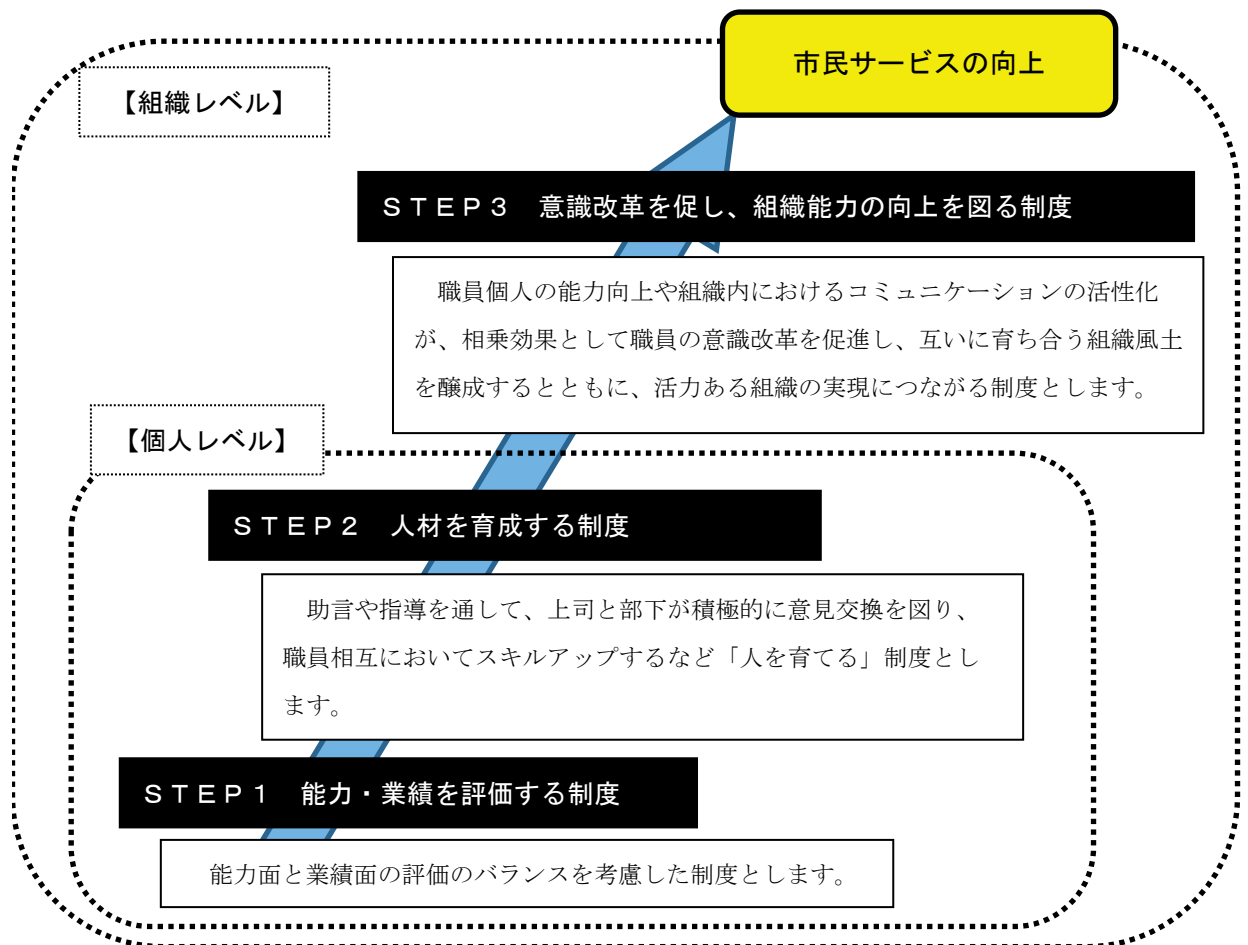 市民サービスの向上
【組織レベル】
STEP3 意識改革を促し、組織能力の向上を図る制度
職員個人の能力向上や組織内におけるコミュニケーションの活性化
が、相乗効果として職員の意識改革を促進し、互いに育ち合う組織風土
を醸成するとともに、活力ある組織の実現につながる制度とします。
【個人レベル】
STEP2 人材を育成する制度
助言や指導を通して、上司と部下が積極的に意見交換を図り、
職員相互においてスキルアップするなど「人を育てる」制度とし
ます。
STEP1 能力・業績を評価する制度
能力面と業績面の評価のバランスを考慮した制度とします。